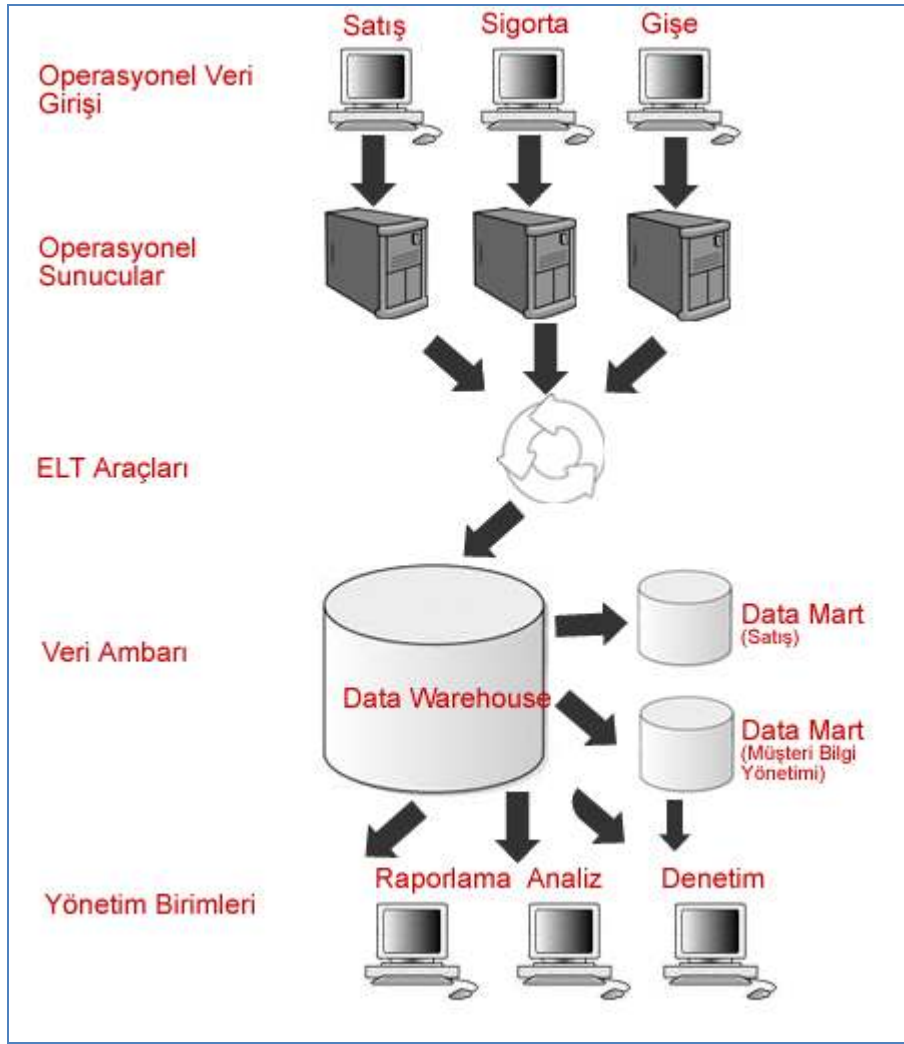 Satış
Sigorta
Gişe
Operasyonel Veri
Girişi
Operasyonel
Sunucular
ELT Araçları
Veri Ambarı
Data Warehouse
Data Mart
(Satış)
Data Mart
(Müşteri Bilgi
Yönetimi)
Yönetim Birimleri
Raporlama
Analiz
Denetim